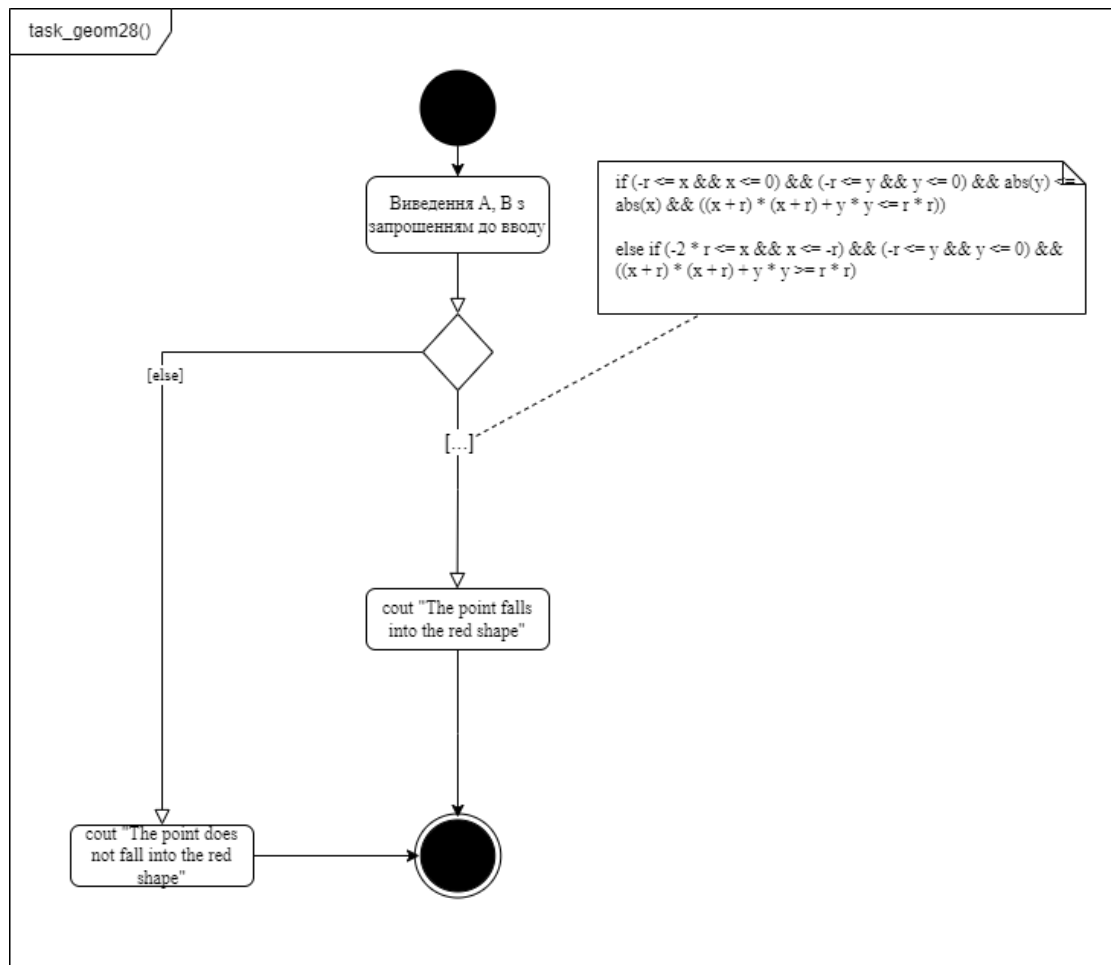 task_geom28()
Виведення А, В з
запрошенням до вводу
if (-r <= x && x <= 0) && (-r <= y && y <= 0) && abs(y) <=
abs(x) && ((x + r) * (x + r) + y * y <= r * r))
else if (-2 * r <= x && x <= -r) && (-r <= y && y <= 0) &&
((x + r) * (x + r) + y * y >= r * r)
[else]
[...]
cout "The point falls
into the red shape"
cout "The point does
not fall into the red
shape"